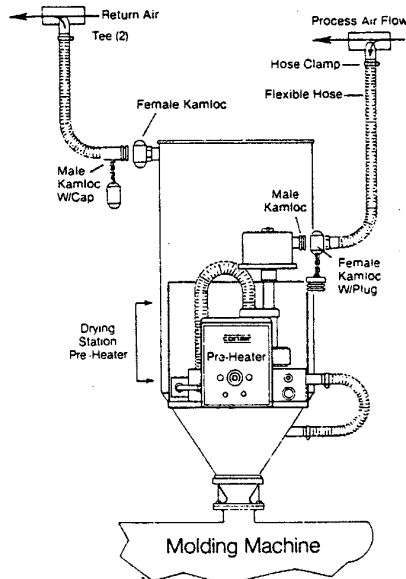 Return Air
Tee (2)
Process Air Flow
Hose Clamp
Flexible Hose
Female Kamloc
Male
Kamloc
W/Cap
Male
Kamloc
Female
Kamloc
W/Plug
Drying
Station
Pre-Heater
Pre-Heater
Molding Machine